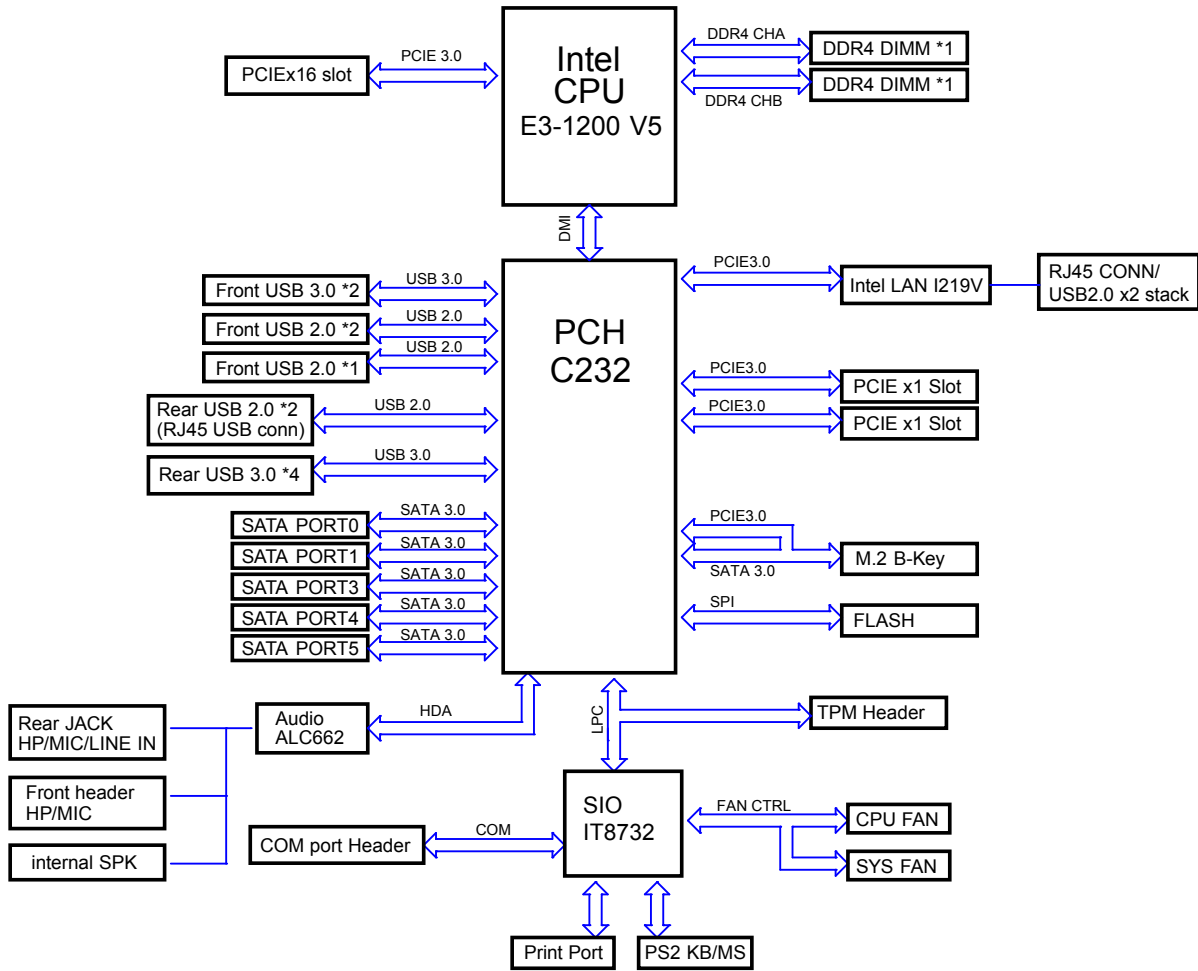 PCIEx16 slot
PCIE 3.0
Intel
CPU
E3-1200 V5
DDR4 CHA
DDR4 DIMM *1
DDR4 DIMM *1
DDR4 CHB
DMI
PCH
C232
Front USB 3.0 *2
USB 3.0
Front USB 2.0 *2
USB 2.0
Front USB 2.0 *1
USB 2.0
Rear USB 2.0 *2
(RJ45 USB conn)
USB 2.0
Rear USB 3.0 *4
USB 3.0
SATA PORT0
SATA 3.0
SATA PORT1
SATA 3.0
SATA PORT3
SATA 3.0
SATA PORT4
SATA 3.0
SATA PORT5
SATA 3.0
PCIE3.0
Intel LAN I219V
RJ45 CONN/
USB2.0 x2 stack
PCIE3.0
PCIE x1 Slot
PCIE3.0
PCIE x1 Slot
PCIE3.0
SATA 3.0
M.2 B-Key
SPI
FLASH
Rear JACK
HP/MIC/LINE IN
Front header
HP/MIC
internal SPK
Audio
ALC662
HDA
LPC
TPM Header
SIO
IT8732
COM port Header
COM
FAN CTRL
CPU FAN
SYS FAN
Print Port
PS2 KB/MS